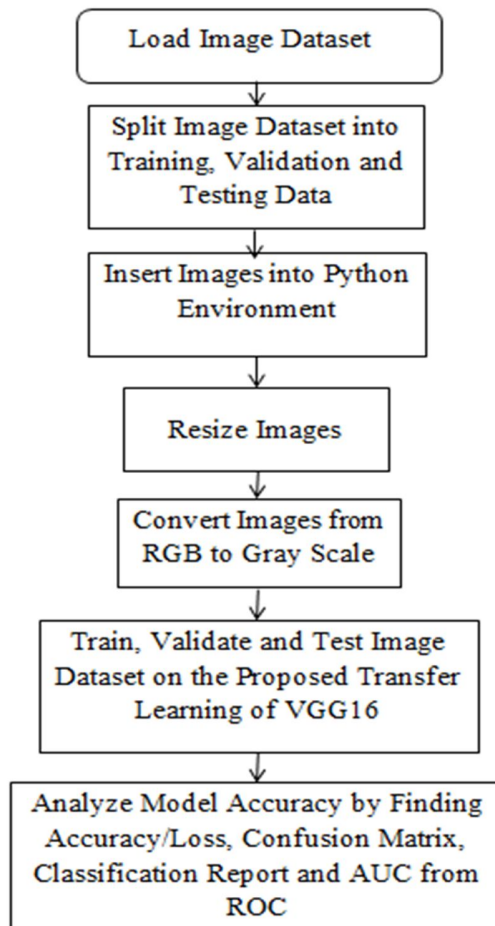 Load Image Dataset
Split Image Dataset into
Training, Validation and
Testing Data
Insert Images into Python
Environment
Resize Images
Convert Images from
RGB to Gray Scale
Train, Validate and Test Image
Dataset on the Proposed Transfer
Learning of VGG16
Analyze Model Accuracy by Finding
Accuracy/Loss, Confusion Matrix,
Classification Report and AUC from
ROC